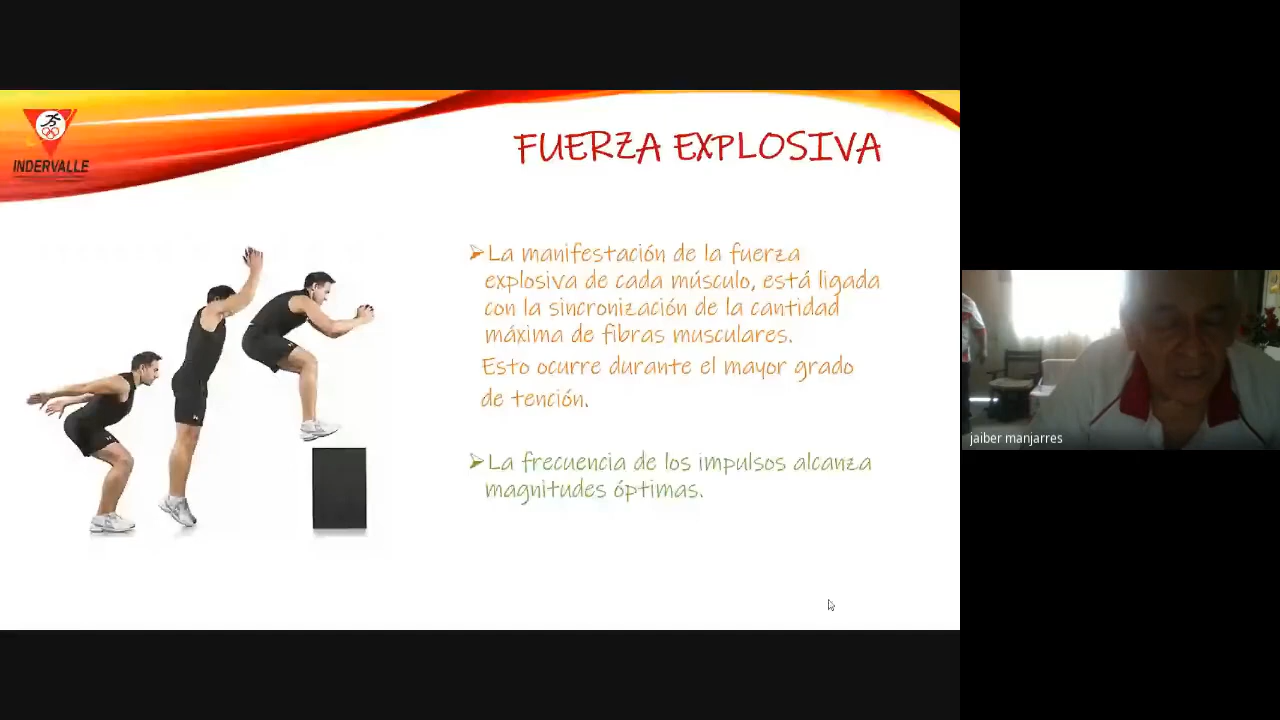 INDERVALLE
FUERZA EXPLOSIVA
La manifestación de la fuerza
explosiva de cada músculo, está ligada
con la sincronización de la cantidad
máxima de fibras musculares.
Esto ocurre durante el mayor grado
de tención.
La frecuencia de los impulsos alcanza
magnitudes óptimas.
jaiber manjarres